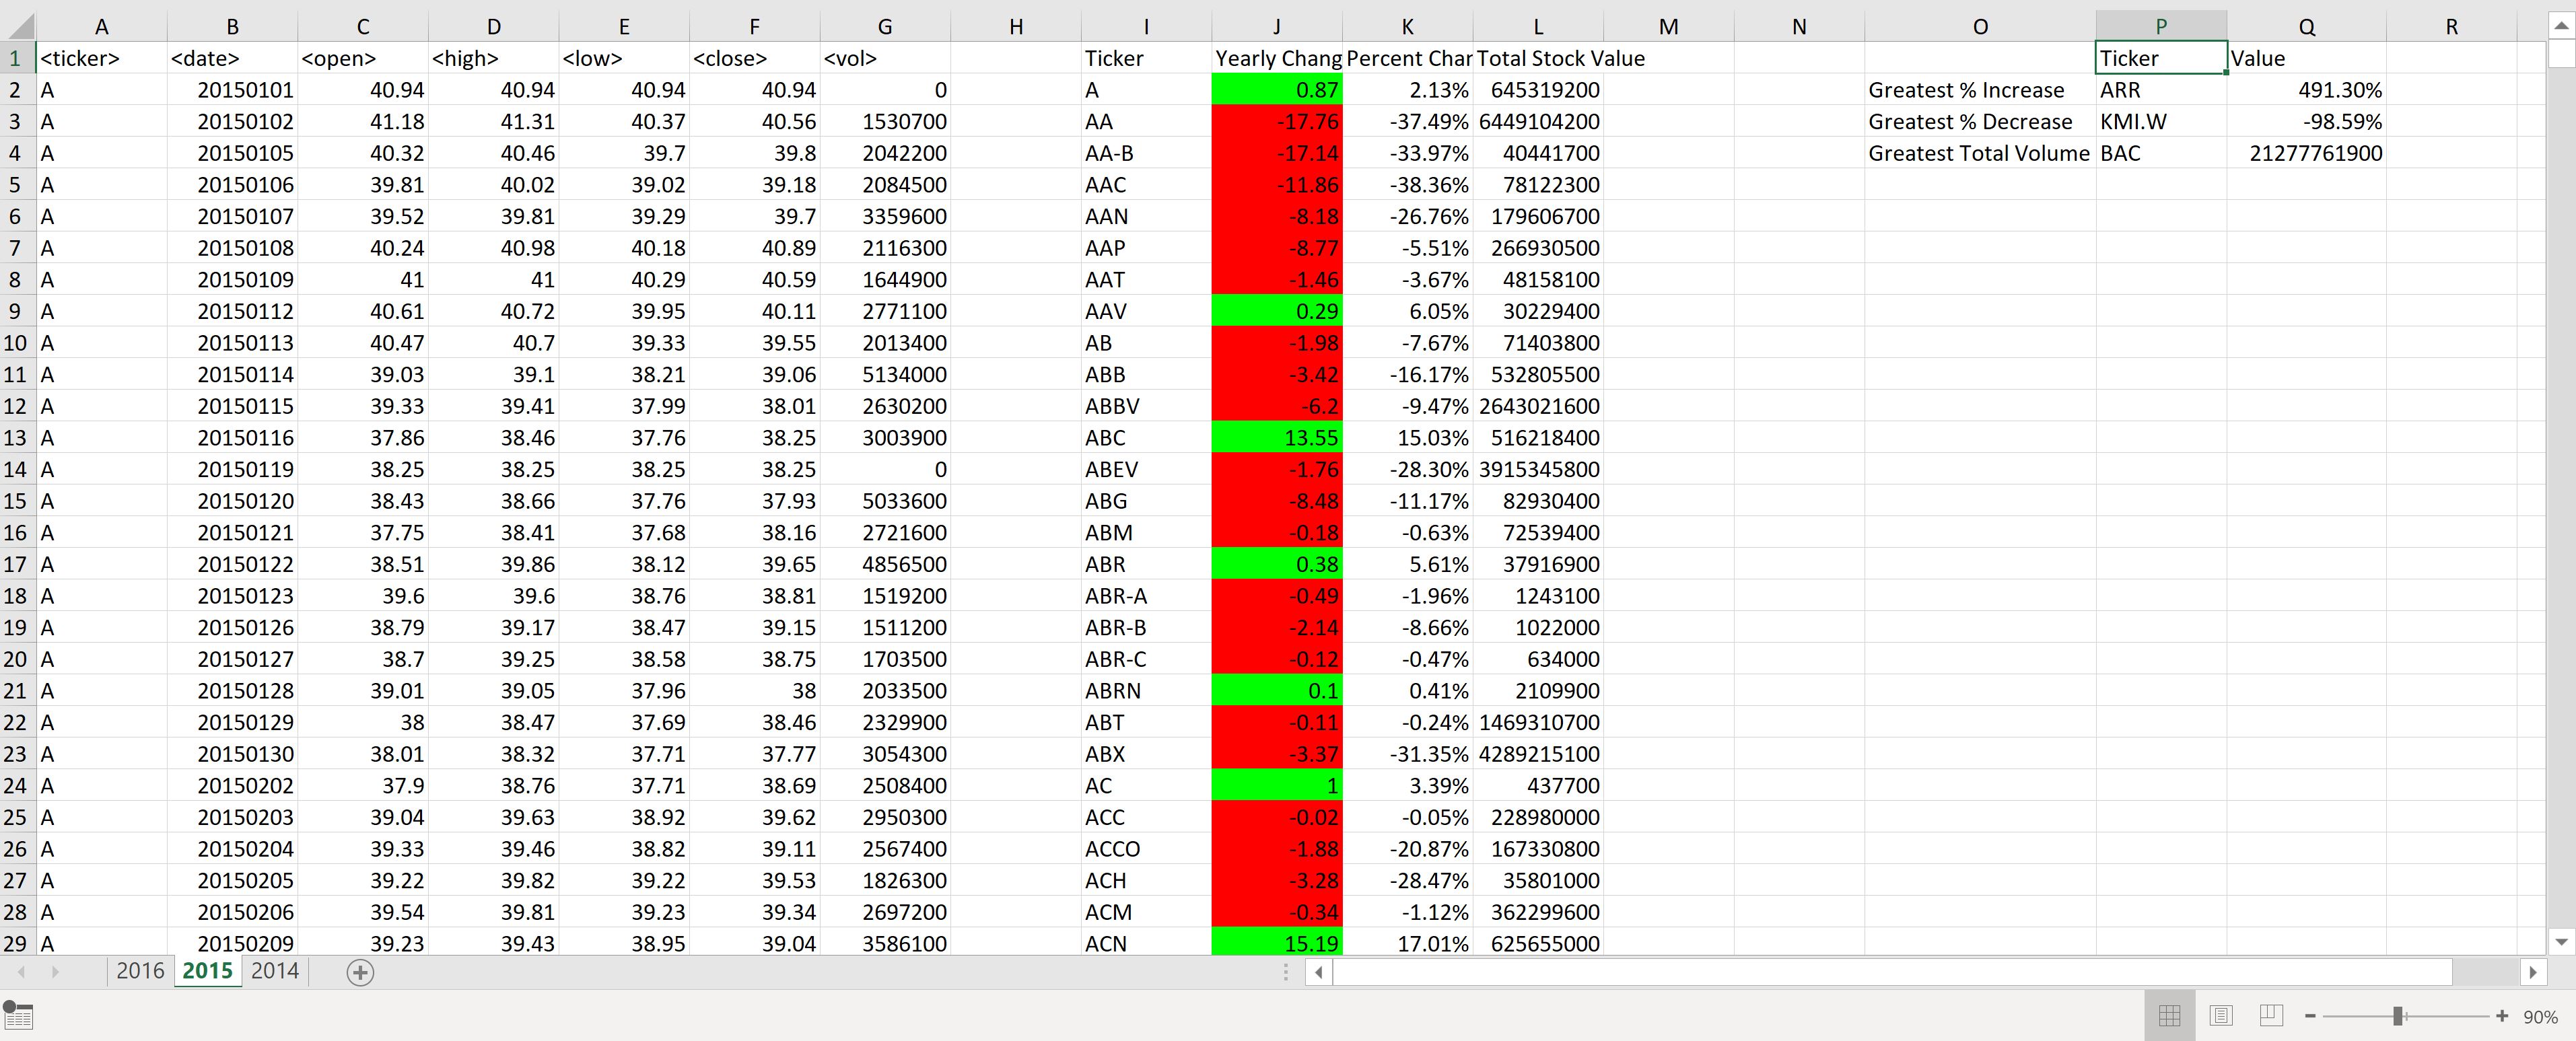 A B C D E F G H I J K L M N O P Q R
1 <ticker> <date> <open> <high> <low> <close> <vol> Ticker Yearly Chang Percent Char Total Stock Value Ticker Value
2 A 20150101 40.94 40.94 40.94 40.94 0 A 0.87 2.13% 645319200 Greatest % Increase ARR 491.30%
3 A 20150102 41.18 41.31 40.37 40.56 1530700 AA -17.76 -37.49% 6449104200 Greatest % Decrease KMI.W -98.59%
4 A 20150105 40.32 40.46 39.7 39.8 2042200 AA-B -17.14 -33.97% 40441700 Greatest Total Volume BAC 21277761900
5 A 20150106 39.81 40.02 39.02 39.18 2084500 AAC -11.86 -38.36% 78122300
6 A 20150107 39.52 39.81 39.29 39.7 3359600 AAN -8.18 -26.76% 179606700
7 A 20150108 40.24 40.98 40.18 40.89 2116300 AAP -8.77 -5.51% 266930500
8 A 20150109 41 41 40.29 40.59 1644900 AAT -1.46 -3.67% 48158100
9 A 20150112 40.61 40.72 39.95 40.11 2771100 AAV 0.29 6.05% 30229400
10 A 20150113 40.47 40.7 39.33 39.55 2013400 AB -1.98 -7.67% 71403800
11 A 20150114 39.03 39.1 38.21 39.06 5134000 ABB -3.42 -16.17% 532805500
12 A 20150115 39.33 39.41 37.99 38.01 2630200 ABBV -6.2 -9.47% 2643021600
13 A 20150116 37.86 38.46 37.76 38.25 3003900 ABC 13.55 15.03% 516218400
14 A 20150119 38.25 38.25 38.25 38.25 0 ABEV -1.76 -28.30% 3915345800
15 A 20150120 38.43 38.66 37.76 37.93 5033600 ABG -8.48 -11.17% 82930400
16 A 20150121 37.75 38.41 37.68 38.16 2721600 ABM -0.18 -0.63% 72539400
17 A 20150122 38.51 39.86 38.12 39.65 4856500 ABR 0.38 5.61% 37916900
18 A 20150123 39.6 39.6 38.76 38.81 1519200 ABR-A -0.49 -1.96% 1243100
19 A 20150126 38.79 39.17 38.47 39.15 1511200 ABR-B -2.14 -8.66% 1022000
20 A 20150127 38.7 39.25 38.58 38.75 1703500 ABR-C -0.12 -0.47% 634000
21 A 20150128 39.01 39.05 37.96 38 2033500 ABRN 0.1 0.41% 2109900
22 A 20150129 38 38.47 37.69 38.46 2329900 ABT -0.11 -0.24% 1469310700
23 A 20150130 38.01 38.32 37.71 37.77 3054300 ABX -3.37 -31.35% 4289215100
24 A 20150202 37.9 38.76 37.71 38.69 2508400 AC 1 3.39% 437700
25 A 20150203 39.04 39.63 38.92 39.62 2950300 ACC -0.02 -0.05% 228980000
26 A 20150204 39.33 39.46 38.82 39.11 2567400 ACCO -1.88 -20.87% 167330800
27 A 20150205 39.22 39.82 39.22 39.53 1826300 ACH -3.28 -28.47% 35801000
28 A 20150206 39.54 39.81 39.23 39.34 2697200 ACM -0.34 -1.12% 362299600
29 A 20150209 39.23 39.43 38.95 39.04 3586100 ACN 15.19 17.01% 625655000
2016 2015 2014
90%